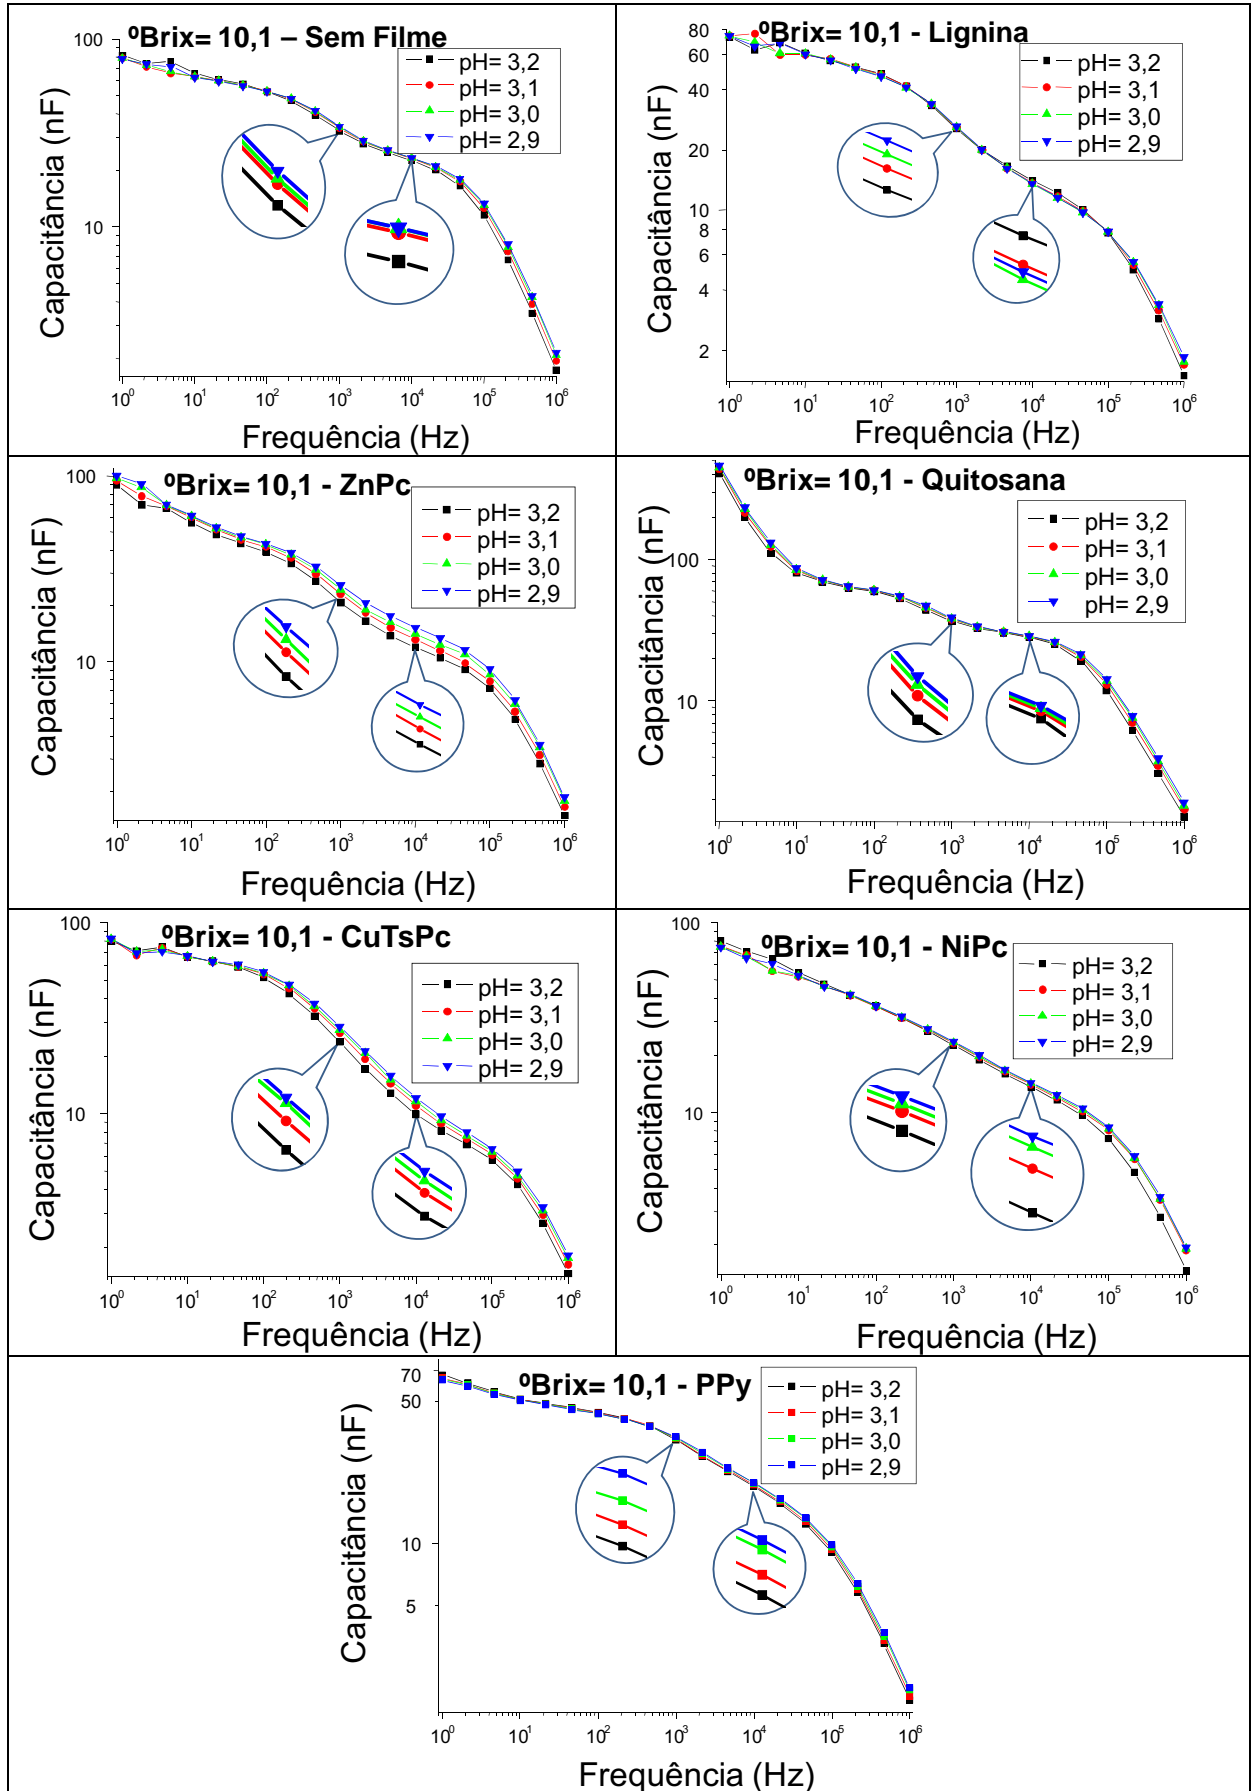 ºBrix= 10,1 – Sem Filme
pH= 3,2
pH= 3,1
pH= 3,0
pH= 2,9
100
10
Capacitância (nF)
10⁰ 10¹ 10² 10³ 10⁴ 10⁵ 10⁶
Frequência (Hz)
ºBrix= 10,1 - Lignina
pH= 3,2
pH= 3,1
pH= 3,0
pH= 2,9
80
60
40
20
10
8
6
4
2
Capacitância (nF)
10⁰ 10¹ 10² 10³ 10⁴ 10⁵ 10⁶
Frequência (Hz)
ºBrix= 10,1 - ZnPc
pH= 3,2
pH= 3,1
pH= 3,0
pH= 2,9
100
10
Capacitância (nF)
10⁰ 10¹ 10² 10³ 10⁴ 10⁵ 10⁶
Frequência (Hz)
ºBrix= 10,1 - Quitosana
pH= 3,2
pH= 3,1
pH= 3,0
pH= 2,9
100
10
Capacitância (nF)
10⁰ 10¹ 10² 10³ 10⁴ 10⁵ 10⁶
Frequência (Hz)
ºBrix= 10,1 - CuTsPc
pH= 3,2
pH= 3,1
pH= 3,0
pH= 2,9
100
10
Capacitância (nF)
10⁰ 10¹ 10² 10³ 10⁴ 10⁵ 10⁶
Frequência (Hz)
ºBrix= 10,1 - NiPc
pH= 3,2
pH= 3,1
pH= 3,0
pH= 2,9
100
10
Capacitância (nF)
10⁰ 10¹ 10² 10³ 10⁴ 10⁵ 10⁶
Frequência (Hz)
ºBrix= 10,1 - PPy
pH= 3,2
pH= 3,1
pH= 3,0
pH= 2,9
70
50
10
5
Capacitância (nF)
10⁰ 10¹ 10² 10³ 10⁴ 10⁵ 10⁶
Frequência (Hz)